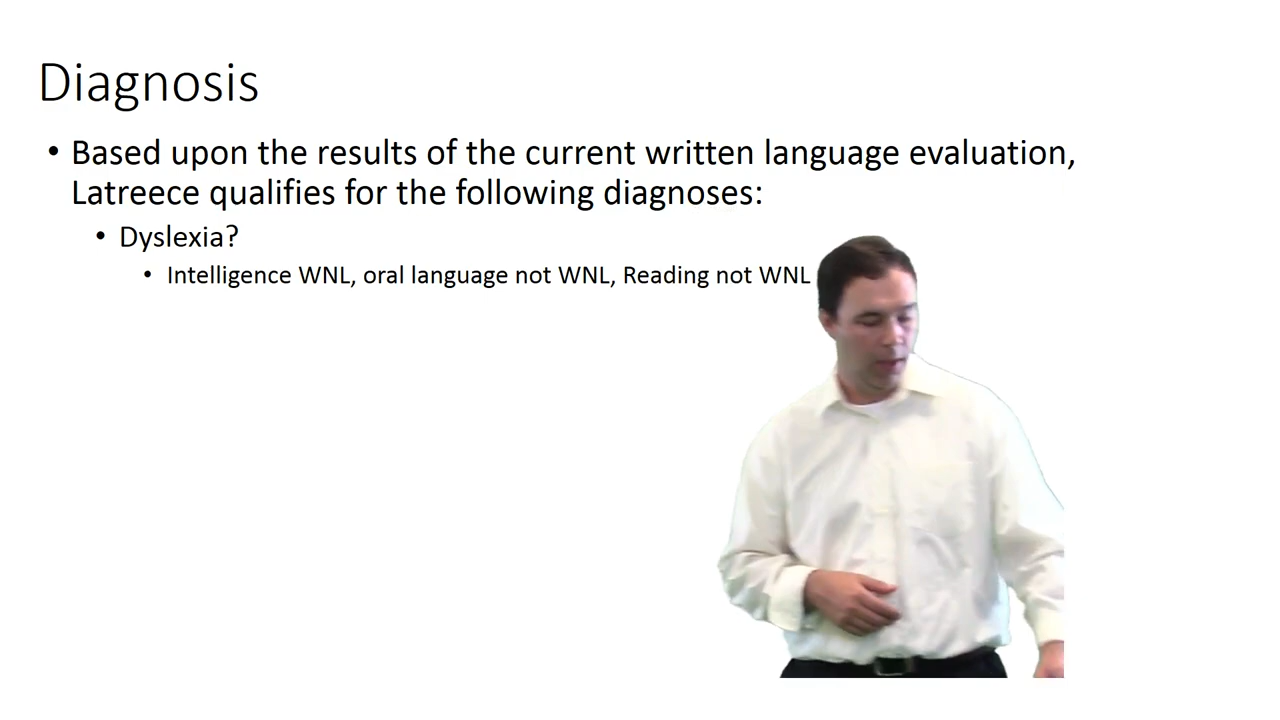 Diagnosis
• Based upon the results of the current written language evaluation,
Latreece qualifies for the following diagnoses:
• Dyslexia?
• Intelligence WNL, oral language not WNL, Reading not WNL